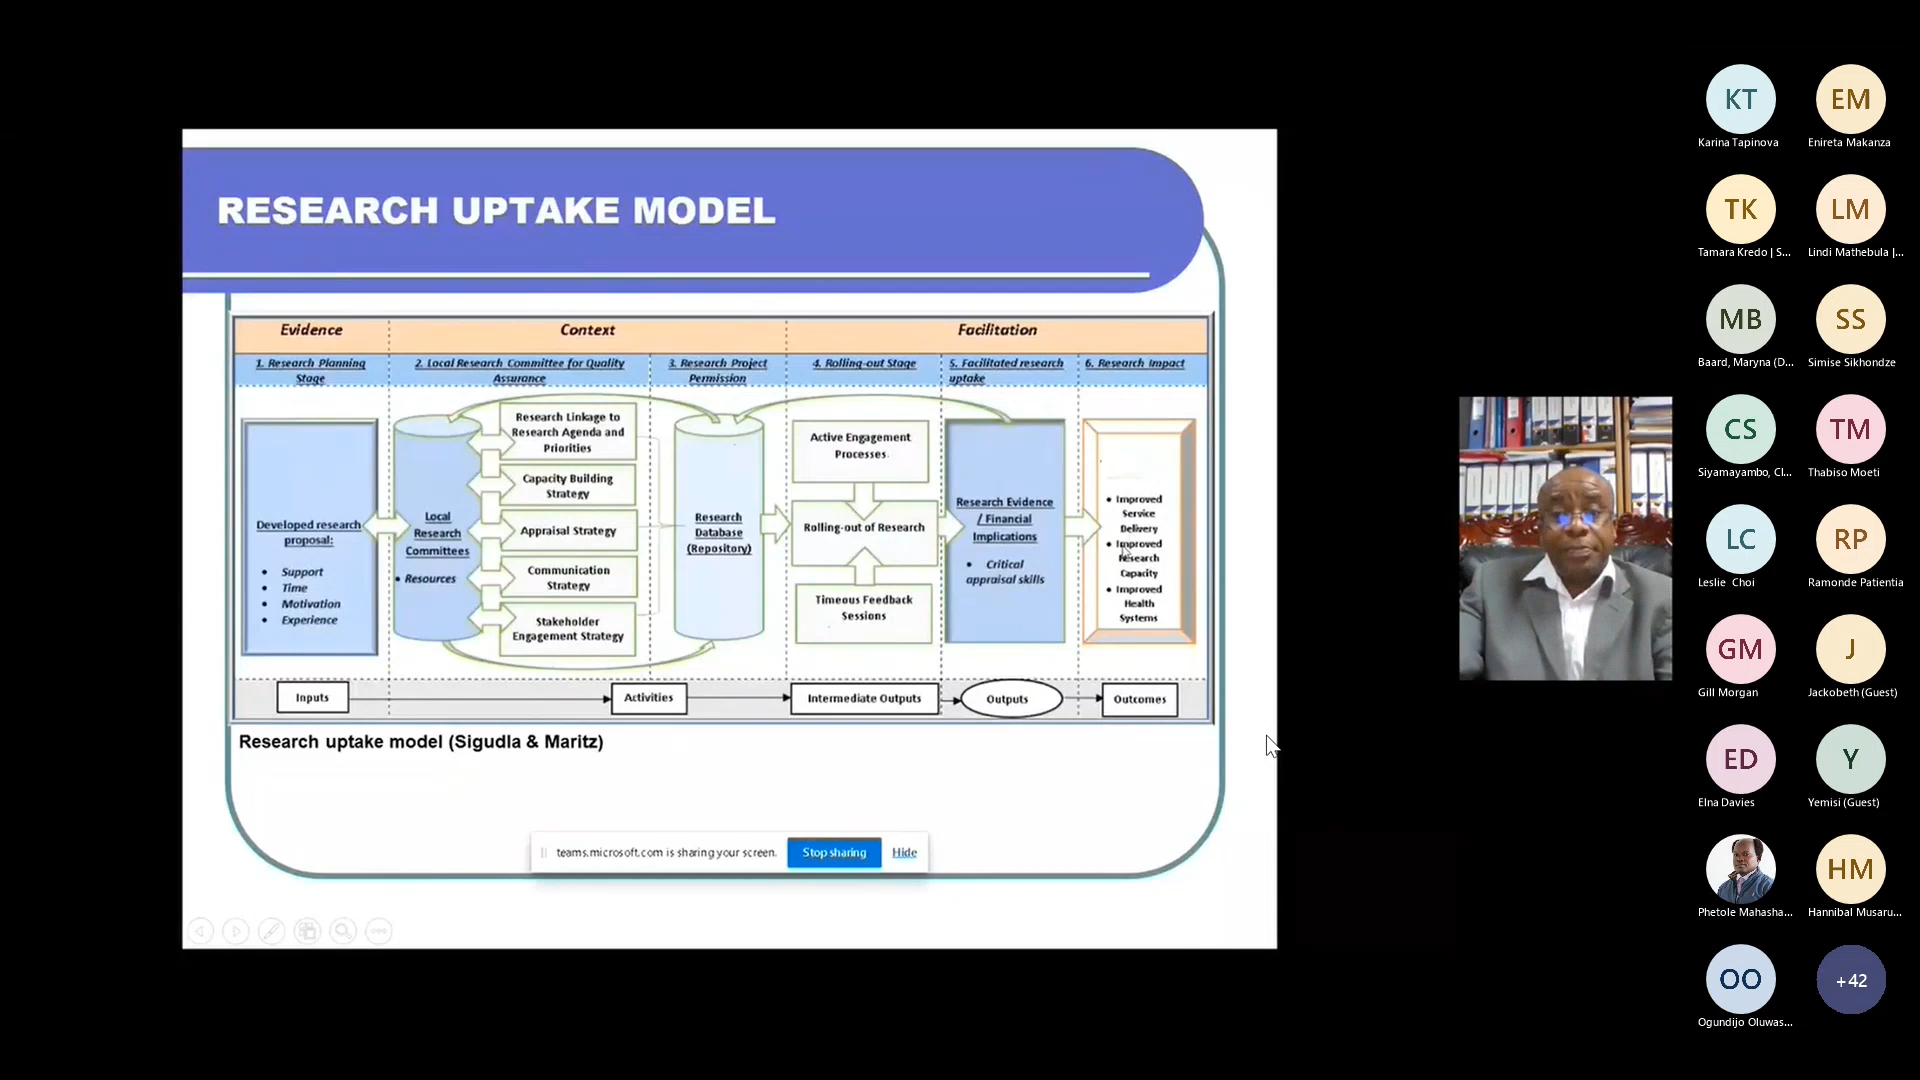 RESEARCH UPTAKE MODEL
Evidence
Context
Facilitation
1. Research Planning
Stage
2. Local Research Committee for Quality
Assurance
3. Research Project
Permission
4. Rolling-out Stage
5. Facilitated research
uptake
6. Research Impact
Developed research
proposal:
• Support
• Time
• Motivation
• Experience
Local
Research
Committees
• Resources
Research Linkage to
Research Agenda and
Priorities
Capacity Building
Strategy
Appraisal Strategy
Communication
Strategy
Stakeholder
Engagement Strategy
Research
Database
(Repository)
Active Engagement
Processes
Rolling-out of Research
Timeous Feedback
Sessions
Research Evidence
/ Financial
Implications
• Critical
appraisal skills
• Improved
Service
Delivery
• Improved
Research
Capacity
• Improved
Health
Systems
Inputs
Activities
Intermediate Outputs
Outputs
Outcomes
Research uptake model (Sigudla & Maritz)
teams.microsoft.com is sharing your screen.
Stop sharing
Hide
KT
Karina Tapinova
EM
Enireta Makanza
TK
Tamara Kredo | S...
LM
Lindi Mathebula |...
MB
Baard, Maryna (D...
SS
Simise Sikhondze
CS
Siyamayambo, Cl...
TM
Thabiso Moeti
LC
Leslie Choi
RP
Ramonde Patientia
GM
Gill Morgan
J
Jackobeth (Guest)
ED
Elna Davies
Y
Yemisi (Guest)
Phetole Mahasha...
HM
Hannibal Musaru...
OO
Ogundijo Oluwas...
+42